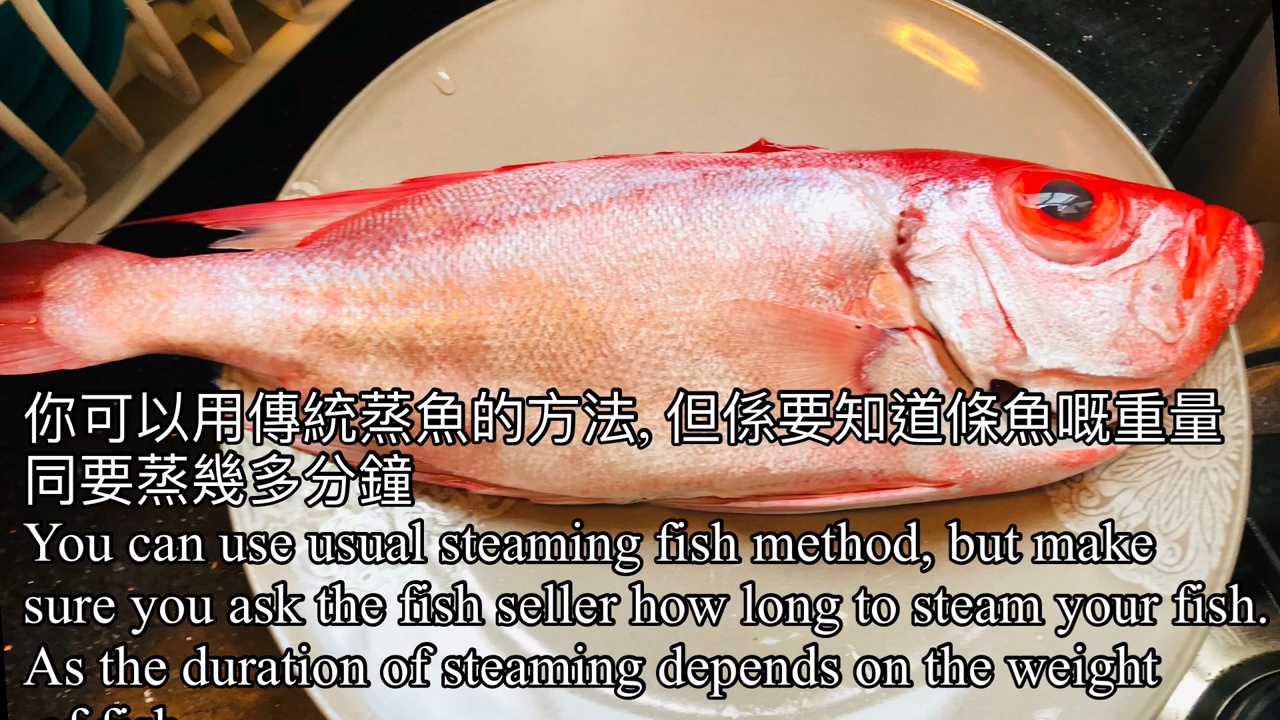 你可以用傳統蒸魚的方法, 但係要知道條魚嘅重量
同要蒸幾多分鐘
You can use usual steaming fish method, but make
sure you ask the fish seller how long to steam your fish.
As the duration of steaming depends on the weight
of fish